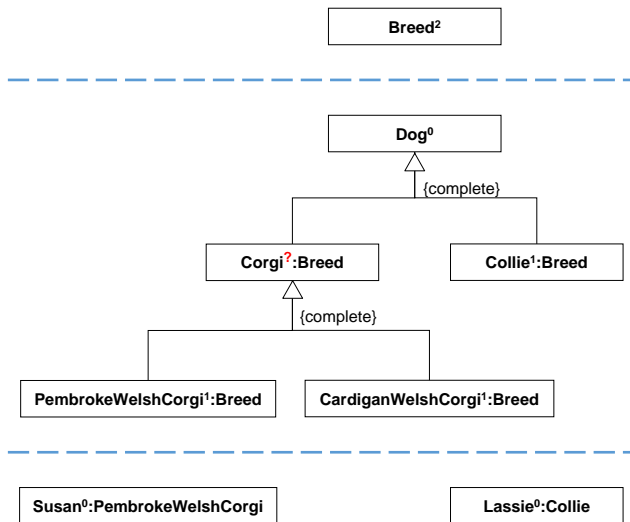 Breed²
Dog⁰
{complete}
Corgi?:Breed
Collie¹:Breed
{complete}
PembrokeWelshCorgi¹:Breed
CardiganWelshCorgi¹:Breed
Susan⁰:PembrokeWelshCorgi
Lassie⁰:Collie